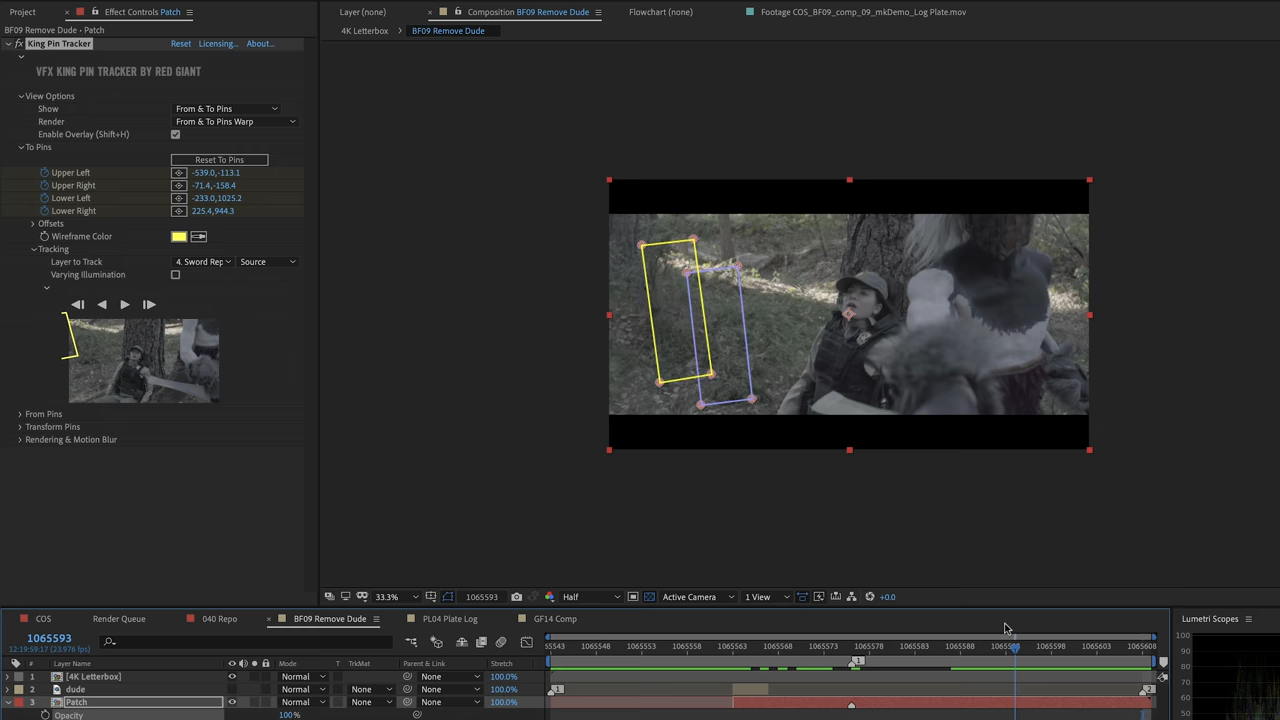 Project × Effect Controls Patch ≡
BF09 Remove Dude · Patch
fx King Pin Tracker Reset Licensing... About...
VFX KING PIN TRACKER BY RED GIANT
View Options
Show From & To Pins
Render From & To Pins Warp
Enable Overlay (Shift+H)
To Pins
Reset To Pins
Upper Left -539.0,-113.1
Upper Right -71.4,-158.4
Lower Left -233.0,1025.2
Lower Right 225.4,944.3
Offsets
Wireframe Color
Tracking
Layer to Track 4. Sword Rep Source
Varying Illumination
From Pins
Transform Pins
Rendering & Motion Blur
Layer (none) × Composition BF09 Remove Dude ≡ Flowchart (none) Footage COS_BF09_comp_09_mkDemo_Log Plate.mov
4K Letterbox > BF09 Remove Dude
33.3% 1065593 Half Active Camera 1 View +0.0
COS Render Queue 040 Repo × BF09 Remove Dude ≡ PL04 Plate Log GF14 Comp Lumetri Scopes ≡
1065593
12:19:59:17 (23.976 fps)
55543 1065548 1065553 1065558 1065563 1065568 1065573 1065578 1065583 1065588 1065598 1065603 1065608
# Layer Name Mode T TrkMat Parent & Link Stretch 1
1 [4K Letterbox] Normal None 100.0%
2 dude Normal None None 100.0% 1 2
3 Patch Normal None None 100.0%
Opacity 100%
100
90
80
70
60
50